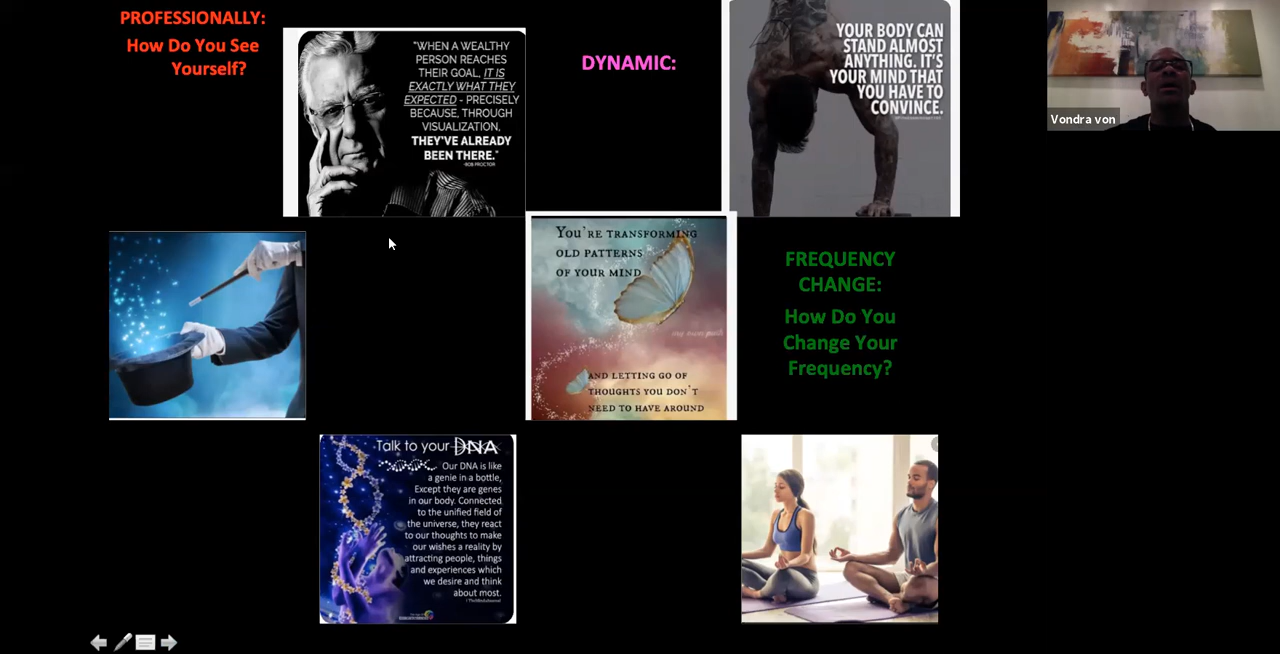 PROFESSIONALLY:
How Do You See
Yourself?
"WHEN A WEALTHY
PERSON REACHES
THEIR GOAL, IT IS
EXACTLY WHAT THEY
EXPECTED - PRECISELY
BECAUSE, THROUGH
VISUALIZATION,
THEY'VE ALREADY
BEEN THERE."
-BOB PROCTOR
DYNAMIC:
YOUR BODY CAN
STAND ALMOST
ANYTHING. IT'S
YOUR MIND THAT
YOU HAVE TO
CONVINCE.
Vondra von
YOU'RE TRANSFORMING
OLD PATTERNS
OF YOUR MIND
AND LETTING GO OF
THOUGHTS YOU DON'T
NEED TO HAVE AROUND
FREQUENCY
CHANGE:
How Do You
Change Your
Frequency?
Talk to your DNA
Our DNA is like
a genie in a bottle,
Except they are genes
in our body. Connected
to the unified field of
the universe, they react
to our thoughts to make
our wishes a reality by
attracting people, things
and experiences which
we desire and think
about most.